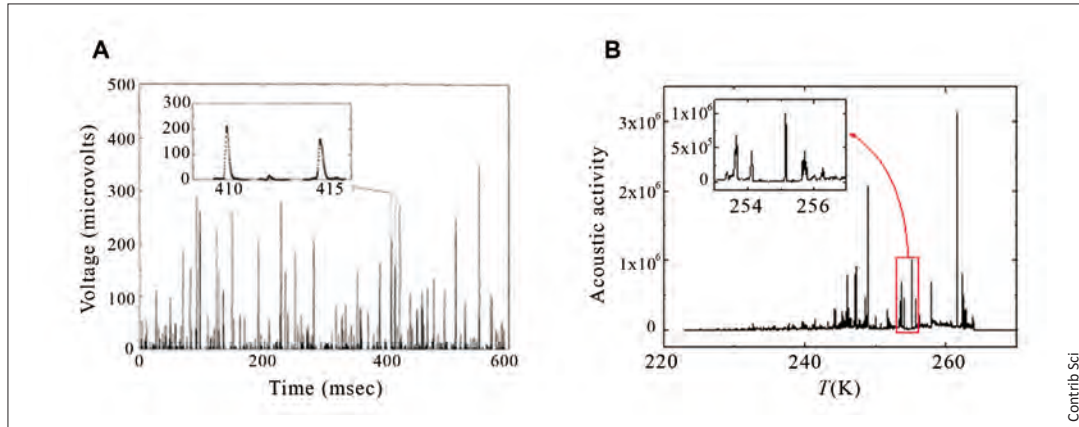 A
B
500
400
300
200
100
0
Voltage (microvolts)
300
200
100
0
410
415
0
200
400
600
Time (msec)
3x10⁶
2x10⁶
1x10⁶
0
Acoustic activity
1x10⁶
5x10⁵
0
254
256
220
240
260
T(K)
Contrib Sci